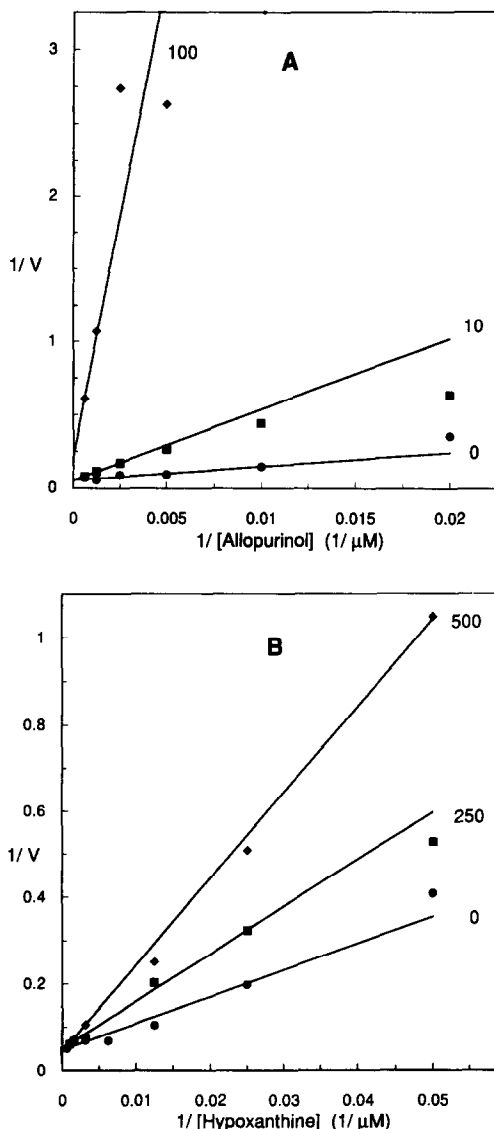 3
100
A
2
1/ V
10
1
0
0
0 0.005 0.01 0.015 0.02
1/ [Allopurinol] (1/ μM)
1
B
500
0.8
0.6
250
1/ V
0.4
0
0.2
0
0 0.01 0.02 0.03 0.04 0.05
1/ [Hypoxanthine] (1/ μM)